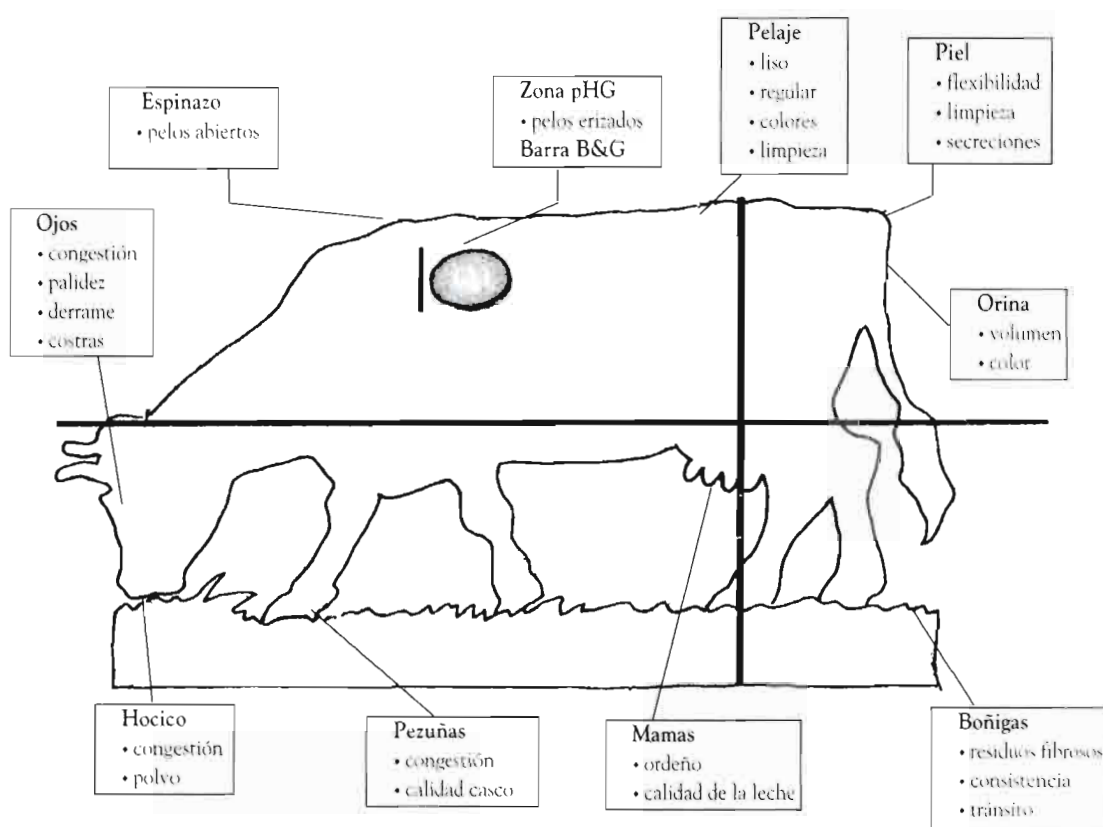 Pelaje
• liso
• regular
• colores
• limpieza
Piel
• flexibilidad
• limpieza
• secreciones
Zona pHG
• pelos erizados
Barra B&G
Espinazo
• pelos abiertos
Ojos
• congestión
• palidez
• derrame
• costras
Orina
• volumen
• color
Hocico
• congestión
• polvo
Pezuñas
• congestión
• calidad casco
Mamas
• ordeño
• calidad de la leche
Boñigas
• residuos fibrosos
• consistencia
• tránsito